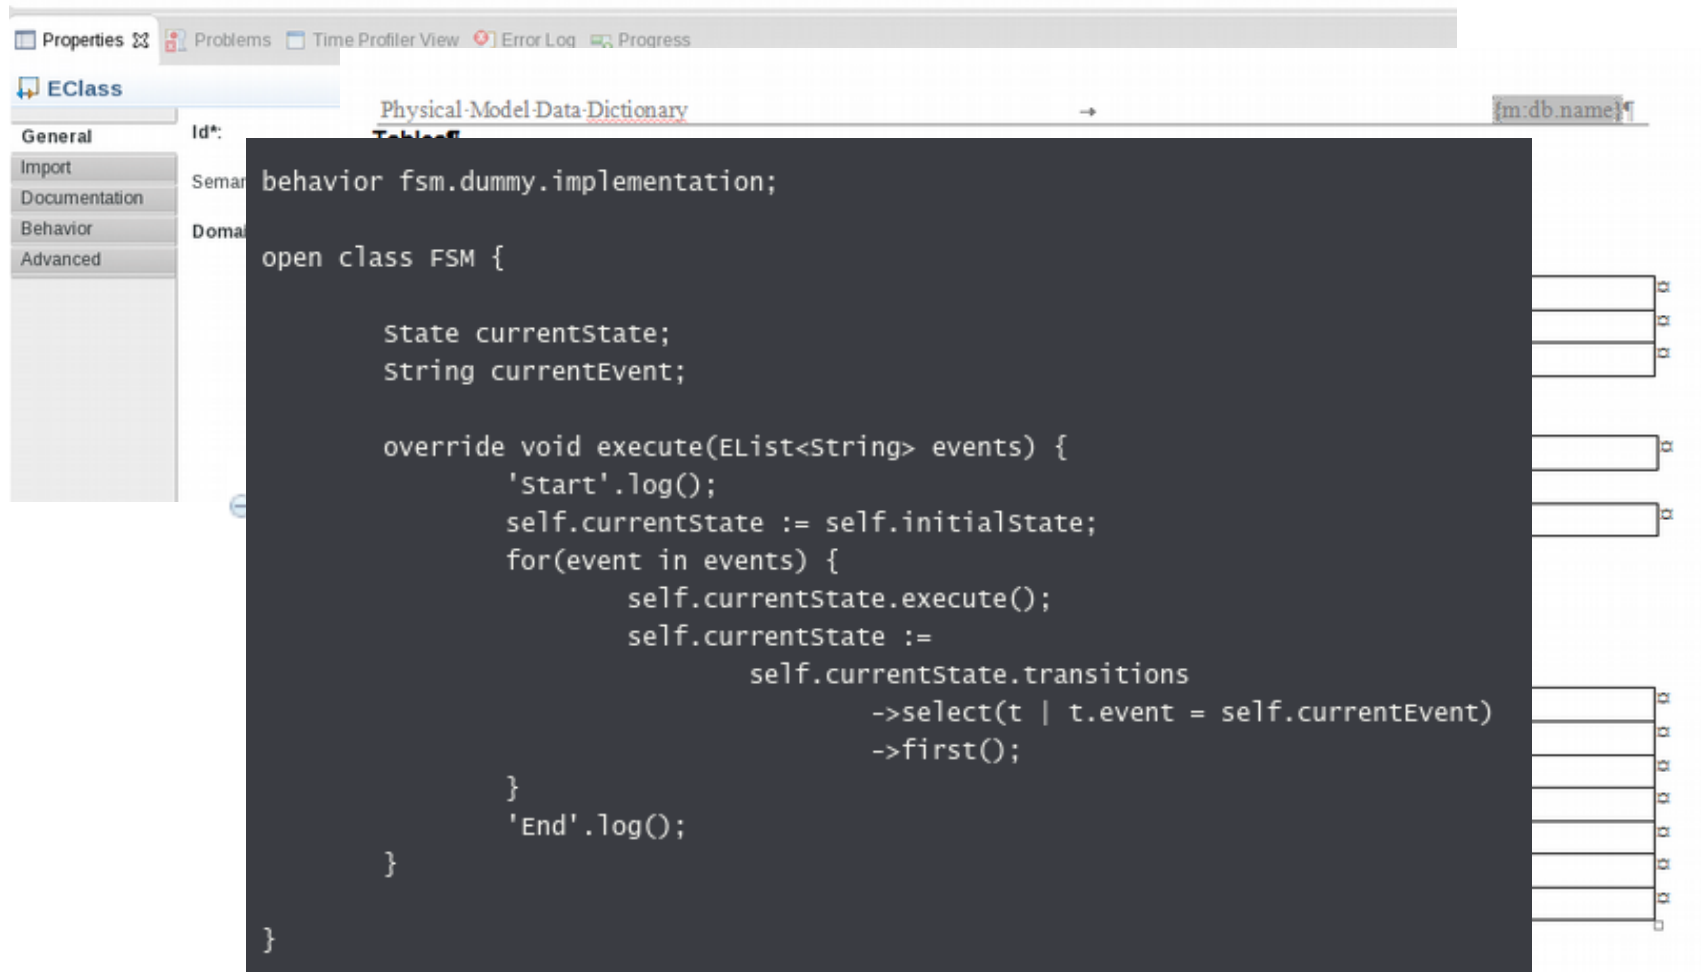 Properties Problems Time Profiler View Error Log Progress
EClass
General
Import
Documentation
Behavior
Advanced
Id*:
Physical·Model·Data·Dictionary → {m:db.name}¶
Tables¶
behavior fsm.dummy.implementation;
open class FSM {
State currentState;
String currentEvent;
override void execute(EList<String> events) {
'Start'.log();
self.currentState := self.initialState;
for(event in events) {
self.currentState.execute();
self.currentState :=
self.currentState.transitions
->select(t | t.event = self.currentEvent)
->first();
}
'End'.log();
}
}